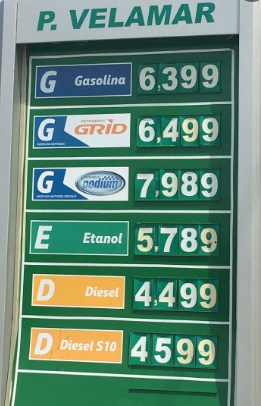 P. VELAMAR
G Gasolina 6,399
G PETROBRAS GRID 6,499
G podium 7,989
E Etanol 5,789
D Diesel 4,499
D Diesel S10 4599